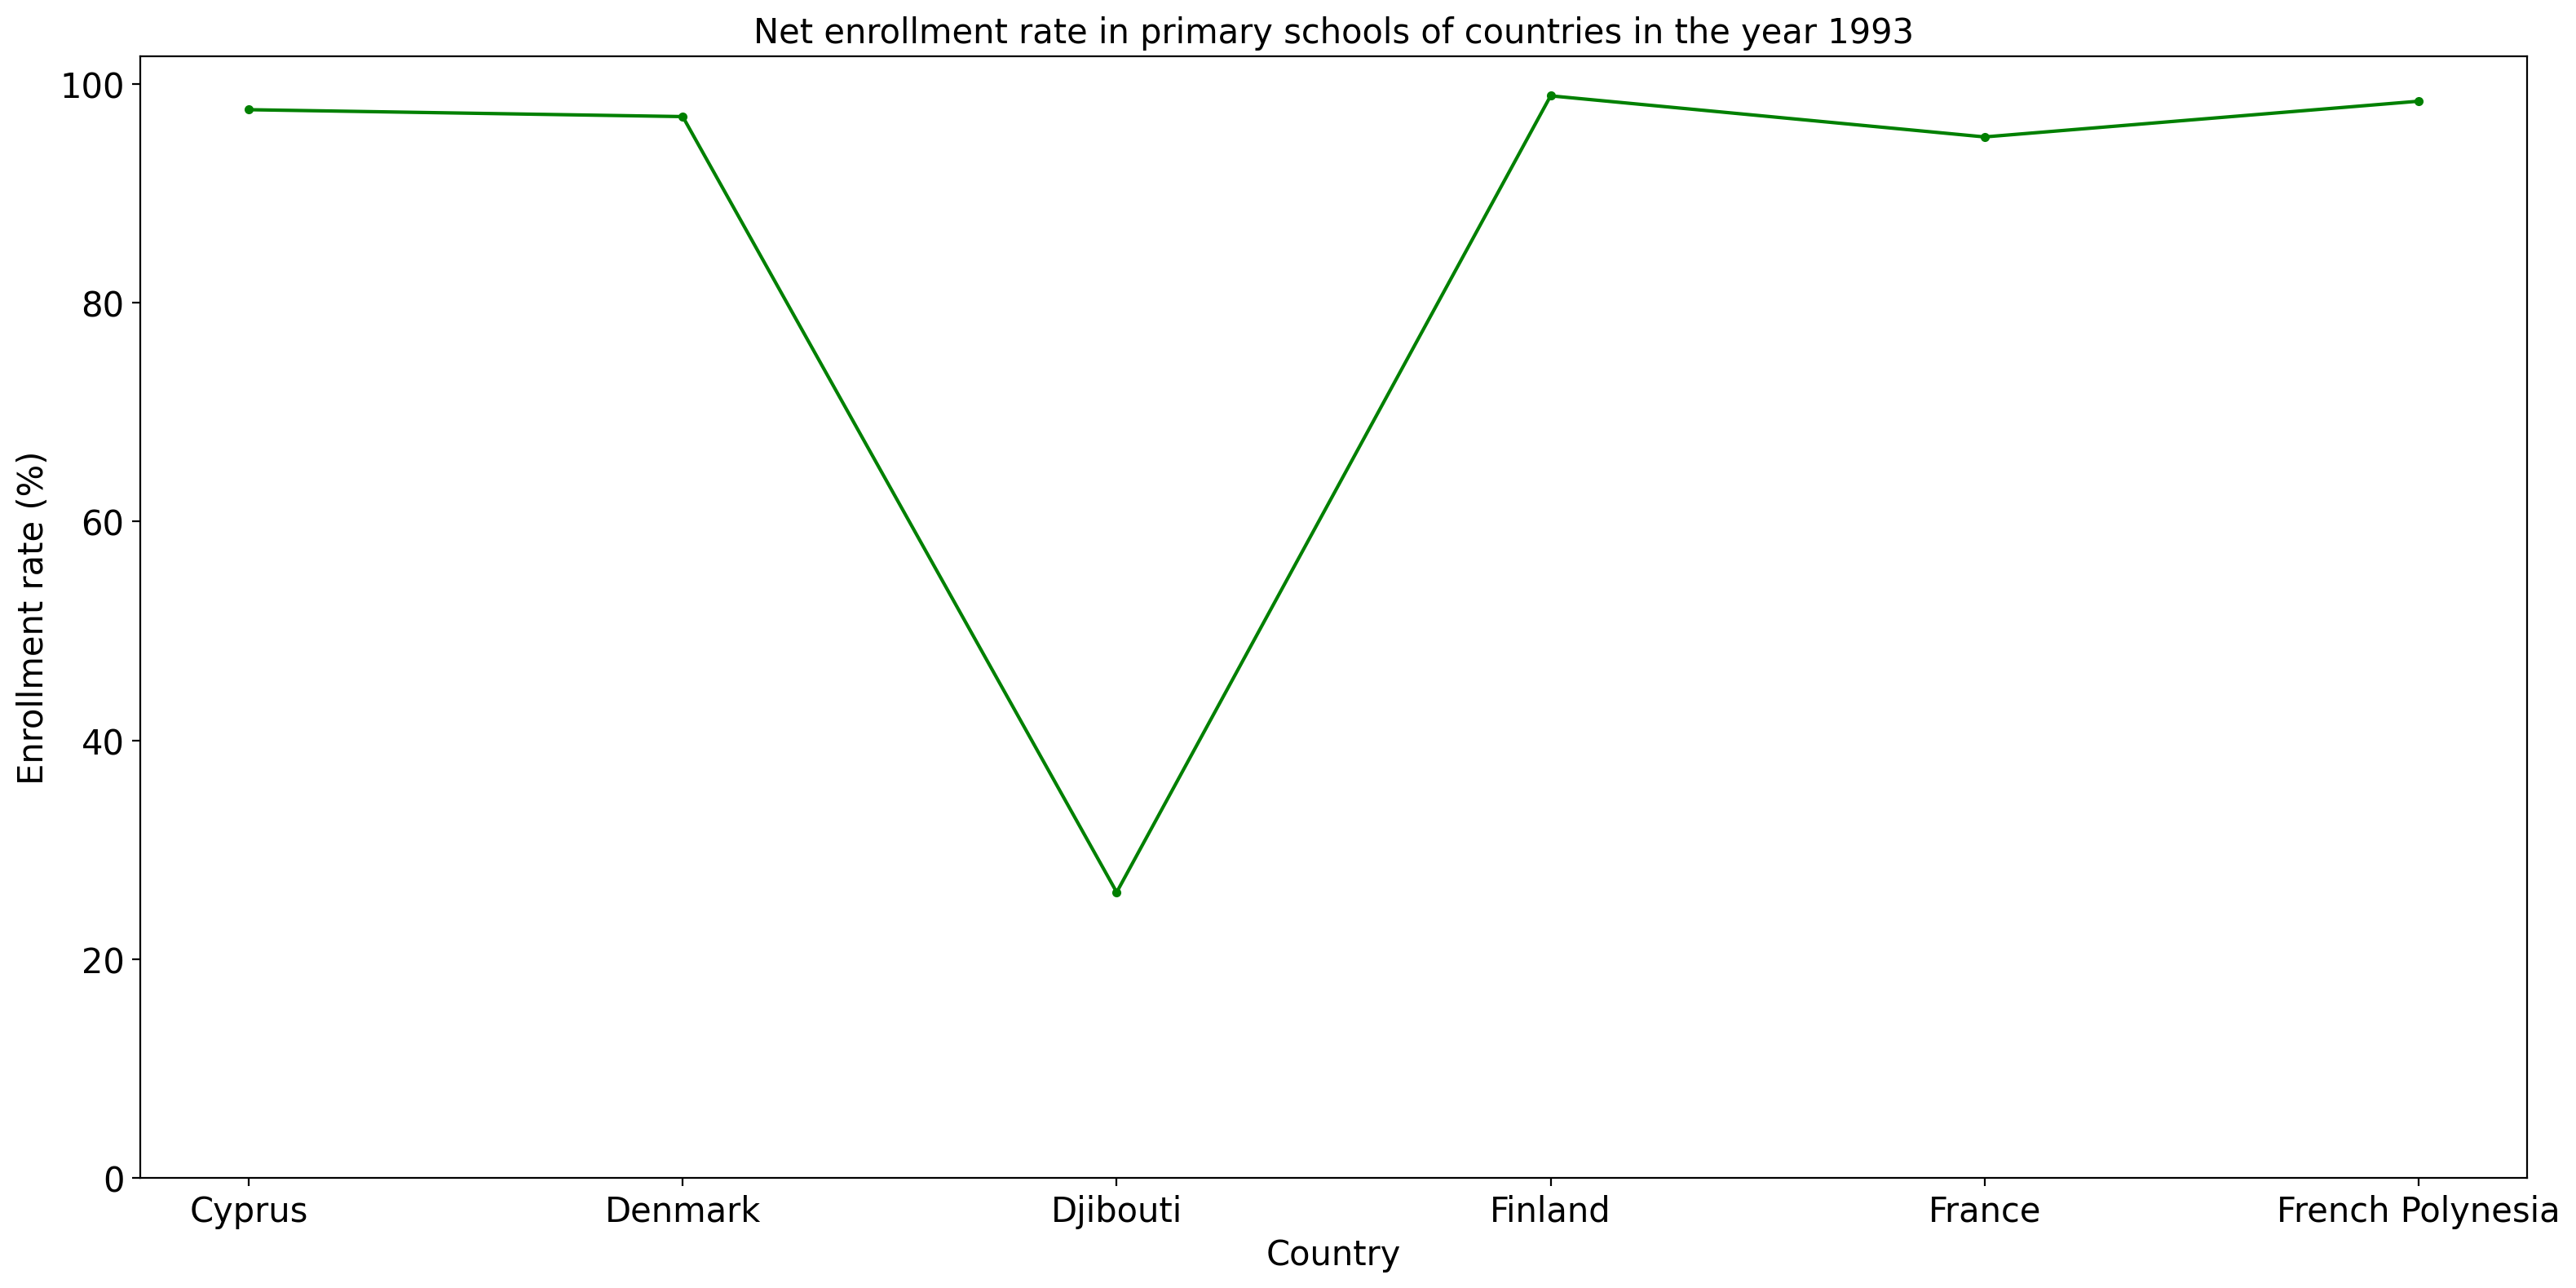 Net enrollment rate in primary schools of countries in the year 1993
100
80
60
40
20
0
Enrollment rate (%)
Cyprus Denmark Djibouti Finland France French Polynesia
Country